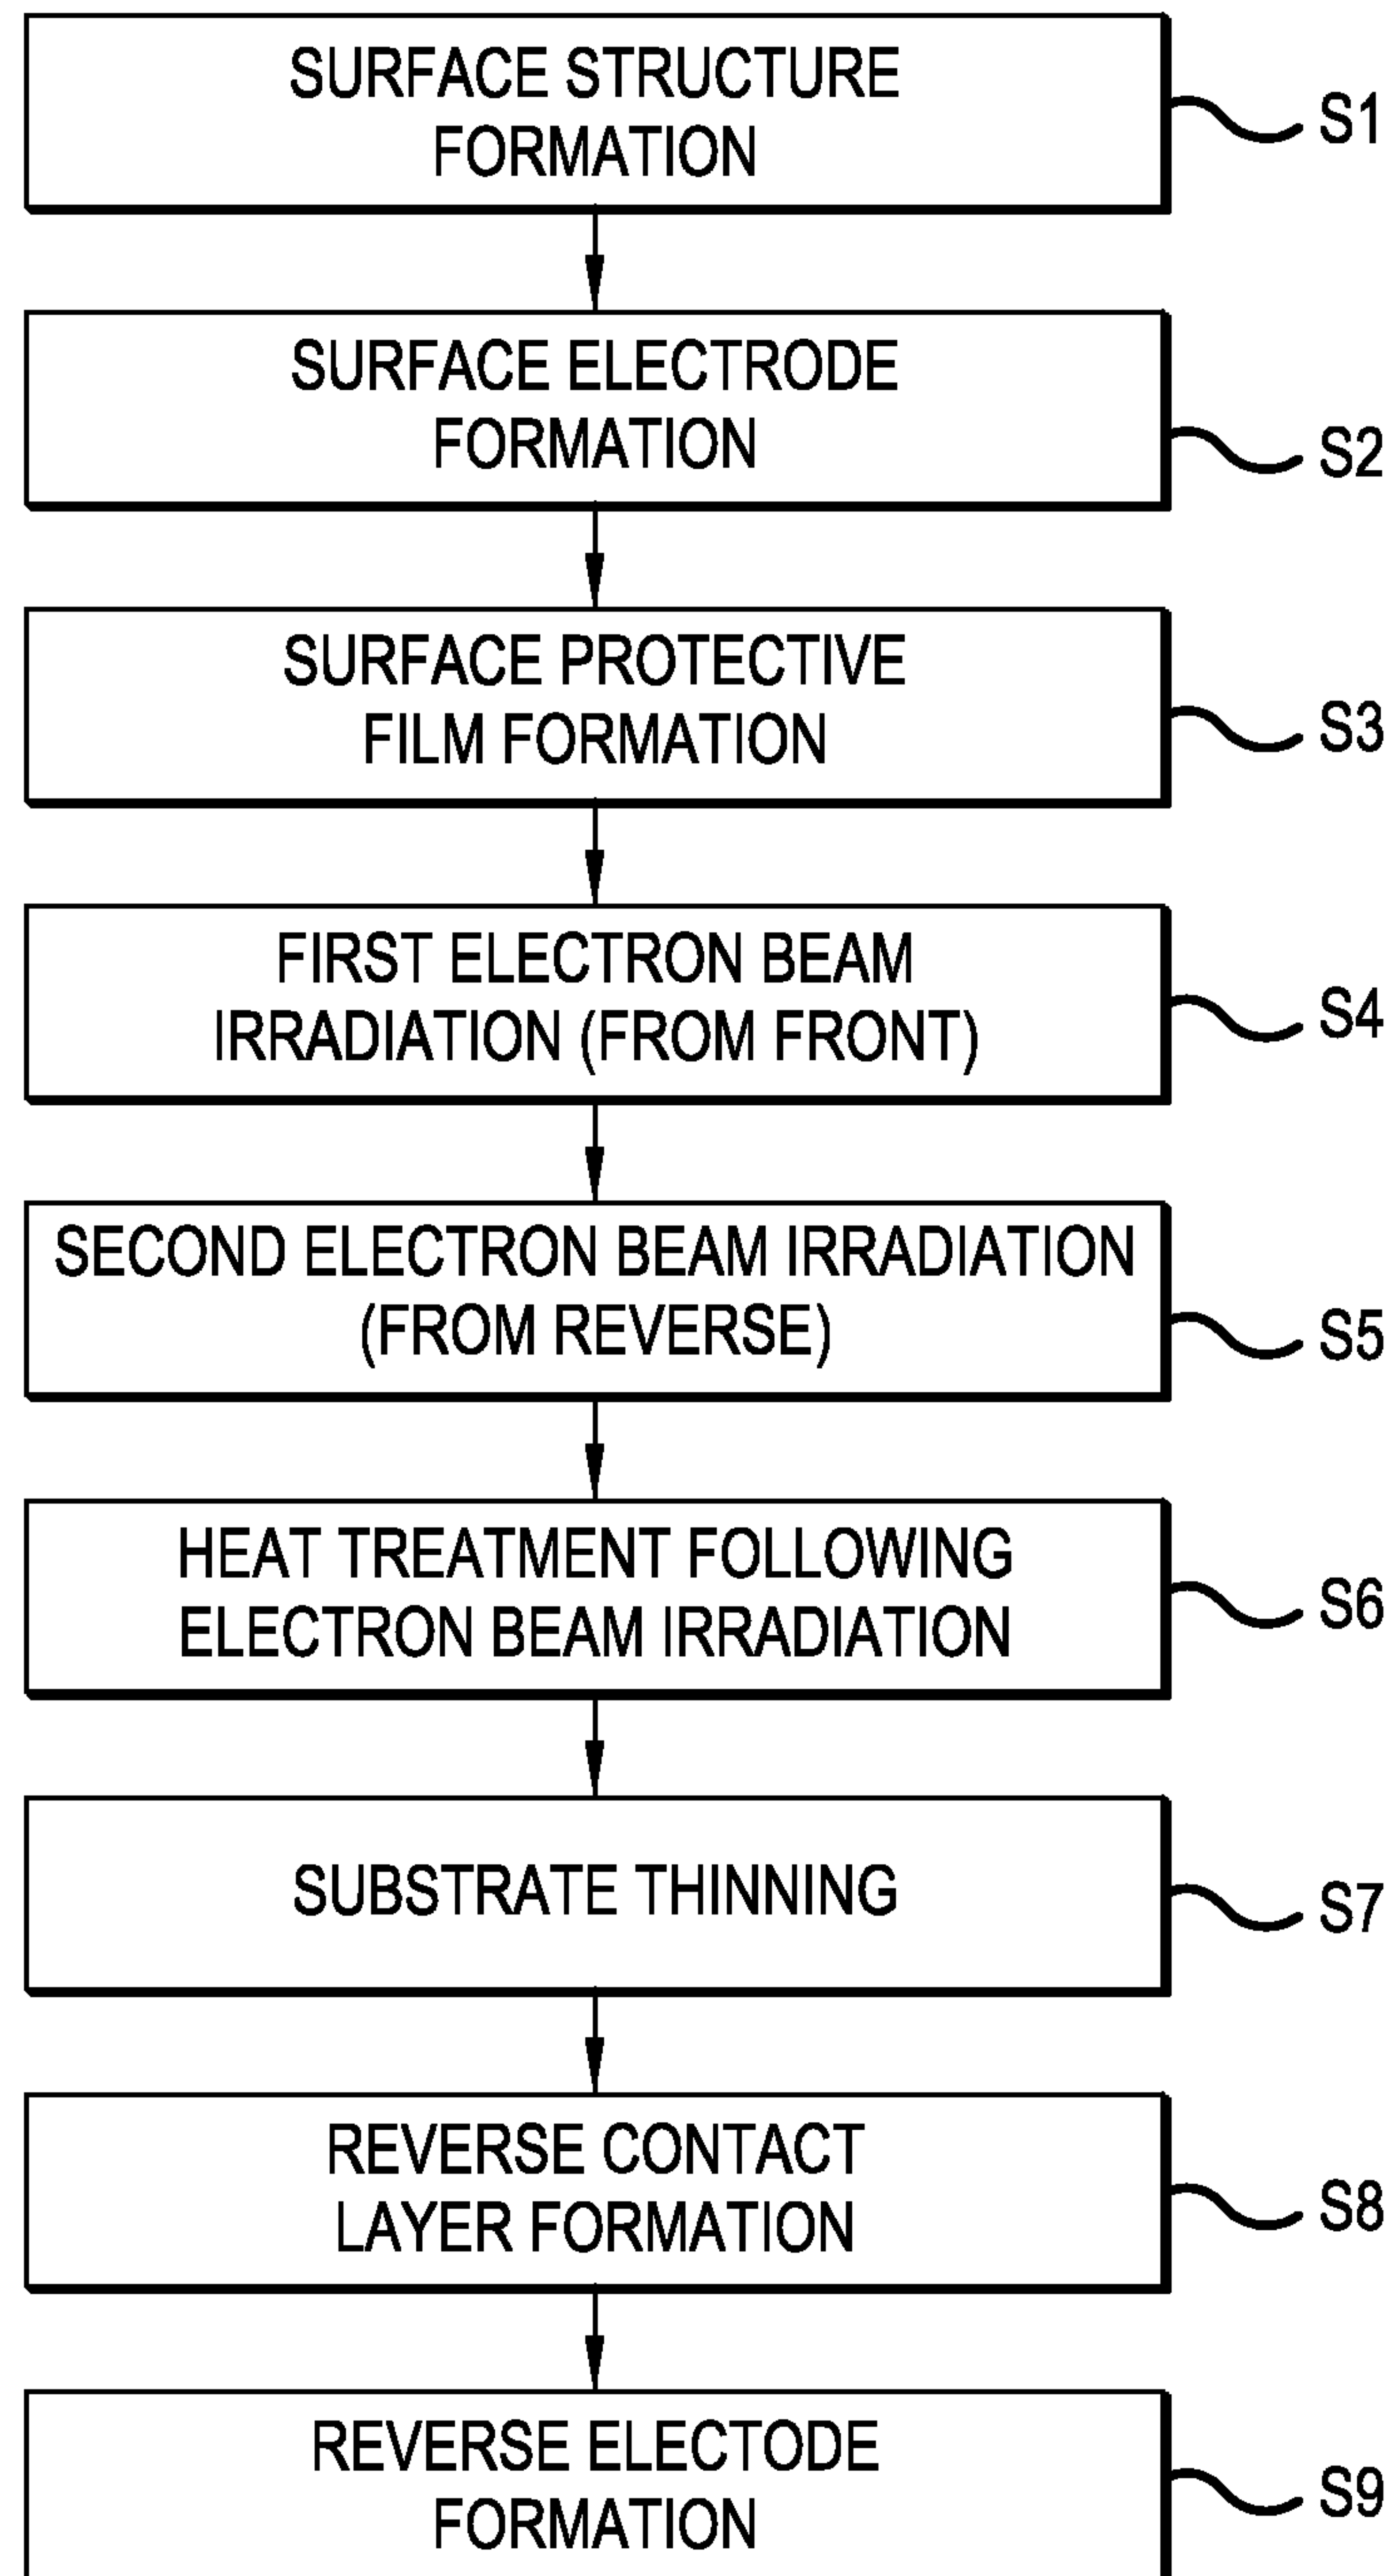 SURFACE STRUCTURE
FORMATION
S1
SURFACE ELECTRODE
FORMATION
S2
SURFACE PROTECTIVE
FILM FORMATION
S3
FIRST ELECTRON BEAM
IRRADIATION (FROM FRONT)
S4
SECOND ELECTRON BEAM IRRADIATION
(FROM REVERSE)
S5
HEAT TREATMENT FOLLOWING
ELECTRON BEAM IRRADIATION
S6
SUBSTRATE THINNING
S7
REVERSE CONTACT
LAYER FORMATION
S8
REVERSE ELECTODE
FORMATION
S9